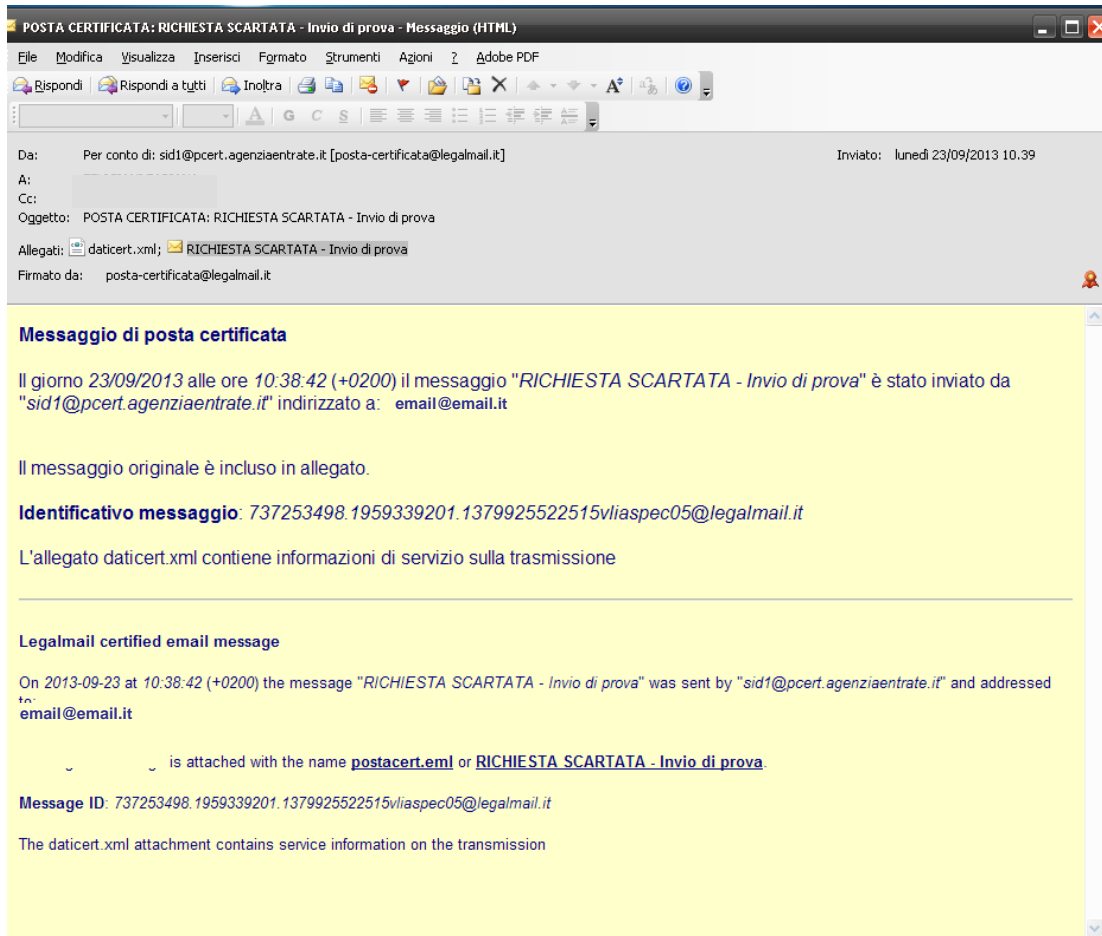 POSTA CERTIFICATA: RICHIESTA SCARTATA - Invio di prova - Messaggio (HTML)
File Modifica Visualizza Inserisci Formato Strumenti Azioni ? Adobe PDF
Rispondi Rispondi a tutti Inoltra
A G C S
Da: Per conto di: sid1@pcert.agenziaentrate.it [posta-certificata@legalmail.it] Inviato: lunedì 23/09/2013 10.39
A:
Cc:
Oggetto: POSTA CERTIFICATA: RICHIESTA SCARTATA - Invio di prova
Allegati: daticert.xml; RICHIESTA SCARTATA - Invio di prova
Firmato da: posta-certificata@legalmail.it
Messaggio di posta certificata
Il giorno 23/09/2013 alle ore 10:38:42 (+0200) il messaggio "RICHIESTA SCARTATA - Invio di prova" è stato inviato da
"sid1@pcert.agenziaentrate.it" indirizzato a: email@email.it
Il messaggio originale è incluso in allegato.
Identificativo messaggio: 737253498.1959339201.1379925522515vliaspec05@legalmail.it
L'allegato daticert.xml contiene informazioni di servizio sulla trasmissione
Legalmail certified email message
On 2013-09-23 at 10:38:42 (+0200) the message "RICHIESTA SCARTATA - Invio di prova" was sent by "sid1@pcert.agenziaentrate.it" and addressed
to:
email@email.it
is attached with the name postacert.eml or RICHIESTA SCARTATA - Invio di prova.
Message ID: 737253498.1959339201.1379925522515vliaspec05@legalmail.it
The daticert.xml attachment contains service information on the transmission